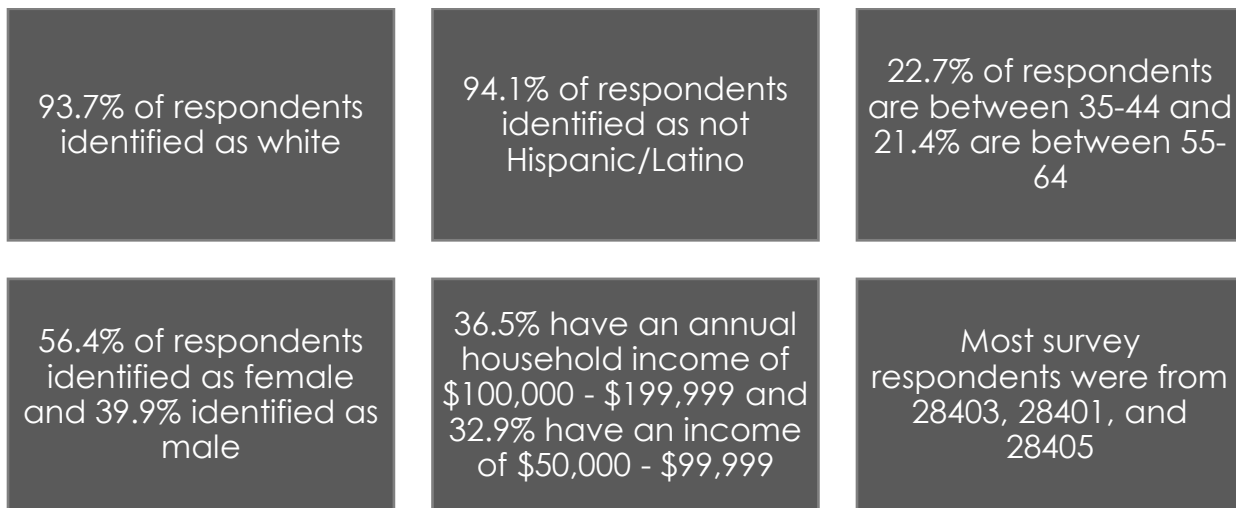 93.7% of respondents
identified as white
94.1% of respondents
identified as not
Hispanic/Latino
22.7% of respondents
are between 35-44 and
21.4% are between 55-
64
56.4% of respondents
identified as female
and 39.9% identified as
male
36.5% have an annual
household income of
$100,000 - $199,999 and
32.9% have an income
of $50,000 - $99,999
Most survey
respondents were from
28403, 28401, and
28405